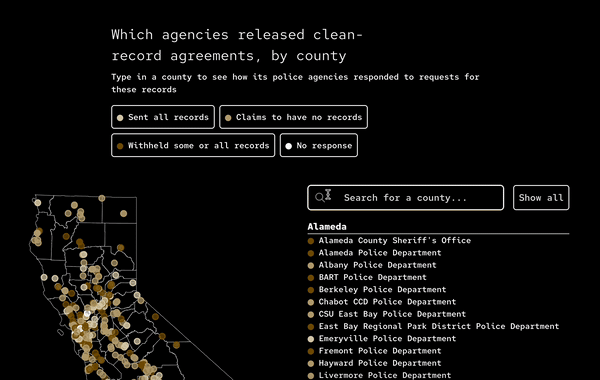 Which agencies released clean-
record agreements, by county
Type in a county to see how its police agencies responded to requests for
these records
Sent all records
Claims to have no records
Withheld some or all records
No response
Search for a county...
Show all
Alameda
Alameda County Sheriff's Office
Alameda Police Department
Albany Police Department
BART Police Department
Berkeley Police Department
Chabot CCD Police Department
CSU East Bay Police Department
East Bay Regional Park District Police Department
Emeryville Police Department
Fremont Police Department
Hayward Police Department
Livermore Police Department